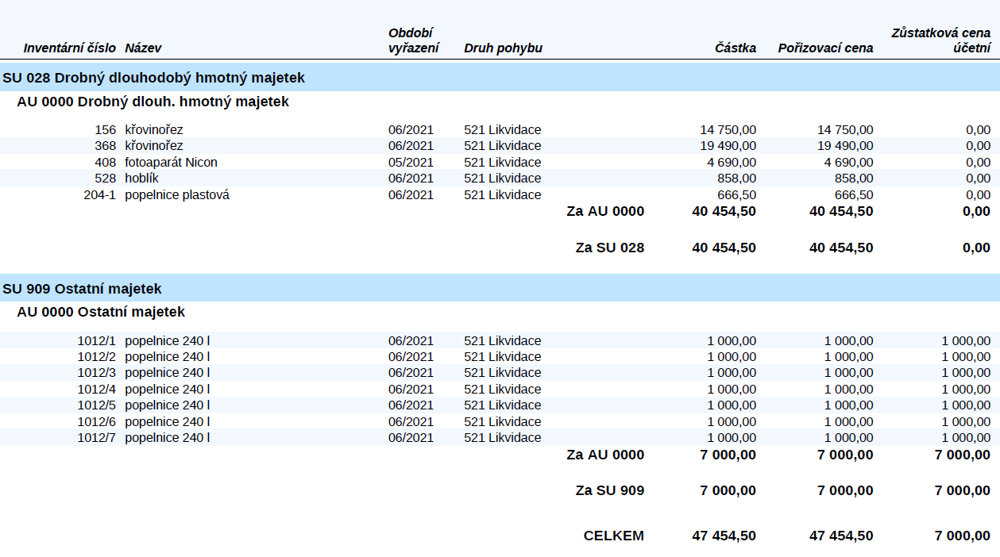 Inventární číslo Název Období vyřazení Druh pohybu Částka Pořizovací cena Zůstatková cena účetní
SU 028 Drobný dlouhodobý hmotný majetek
AU 0000 Drobný dlouh. hmotný majetek
156 křovinořez 06/2021 521 Likvidace 14 750,00 14 750,00 0,00
368 křovinořez 06/2021 521 Likvidace 19 490,00 19 490,00 0,00
408 fotoaparát Nicon 05/2021 521 Likvidace 4 690,00 4 690,00 0,00
528 hoblík 06/2021 521 Likvidace 858,00 858,00 0,00
204-1 popelnice plastová 06/2021 521 Likvidace 666,50 666,50 0,00
Za AU 0000 40 454,50 40 454,50 0,00
Za SU 028 40 454,50 40 454,50 0,00
SU 909 Ostatní majetek
AU 0000 Ostatní majetek
1012/1 popelnice 240 l 06/2021 521 Likvidace 1 000,00 1 000,00 1 000,00
1012/2 popelnice 240 l 06/2021 521 Likvidace 1 000,00 1 000,00 1 000,00
1012/3 popelnice 240 l 06/2021 521 Likvidace 1 000,00 1 000,00 1 000,00
1012/4 popelnice 240 l 06/2021 521 Likvidace 1 000,00 1 000,00 1 000,00
1012/5 popelnice 240 l 06/2021 521 Likvidace 1 000,00 1 000,00 1 000,00
1012/6 popelnice 240 l 06/2021 521 Likvidace 1 000,00 1 000,00 1 000,00
1012/7 popelnice 240 l 06/2021 521 Likvidace 1 000,00 1 000,00 1 000,00
Za AU 0000 7 000,00 7 000,00 7 000,00
Za SU 909 7 000,00 7 000,00 7 000,00
CELKEM 47 454,50 47 454,50 7 000,00